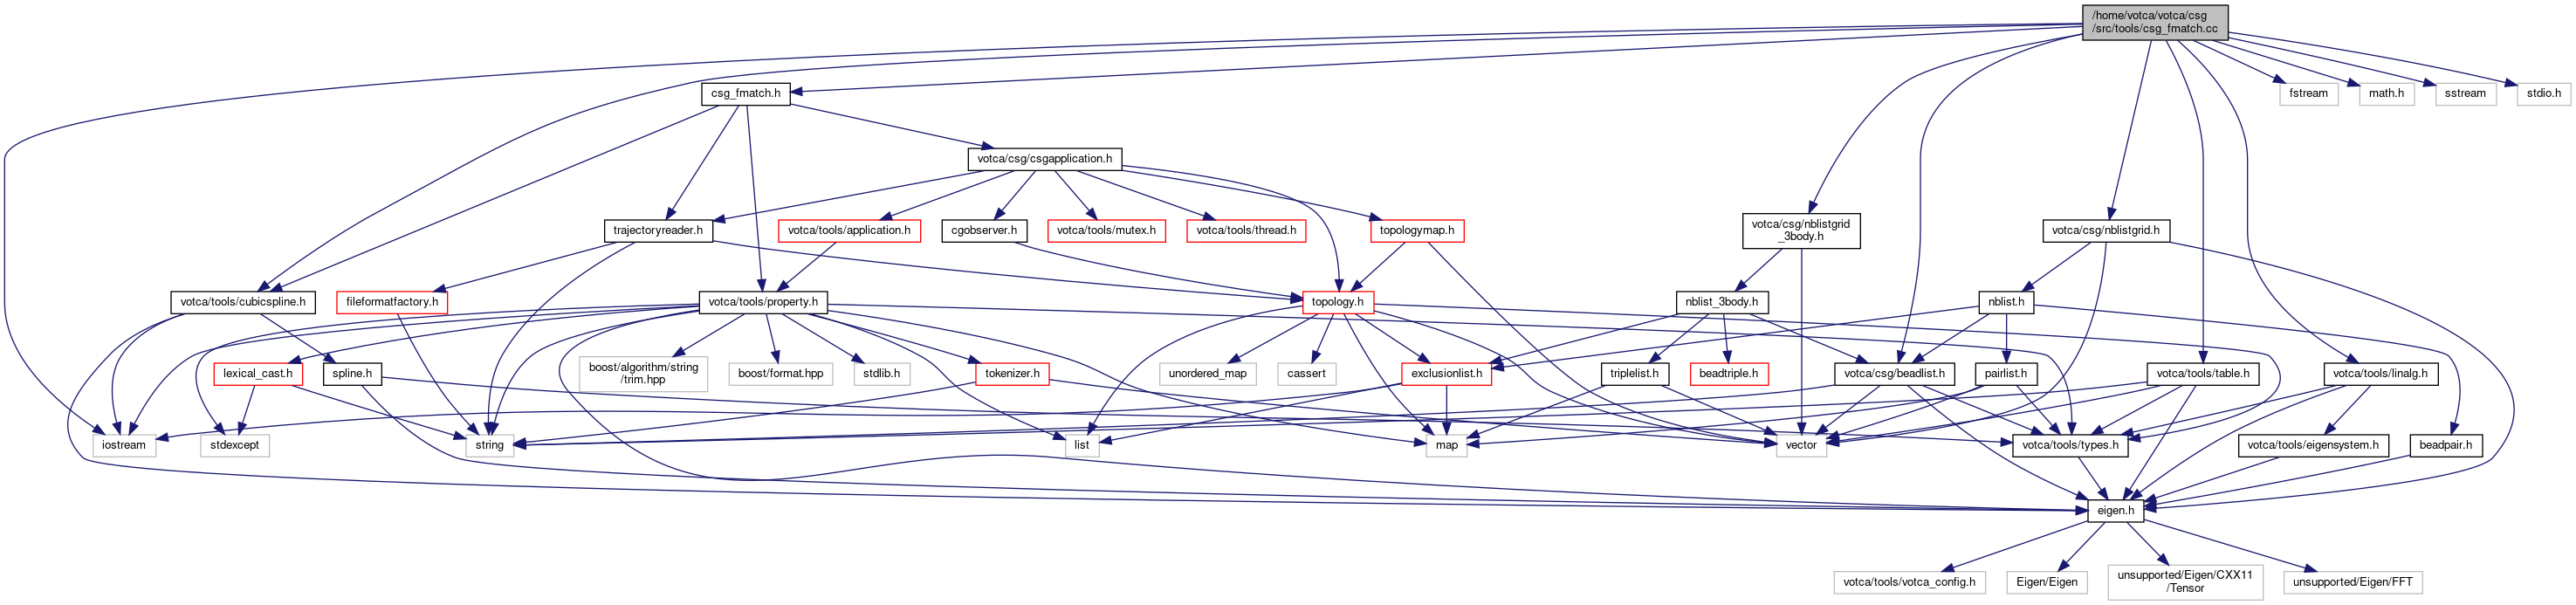 /home/votca/votca/csg
/src/tools/csg_fmatch.cc
csg_fmatch.h
fstream
math.h
sstream
stdio.h
votca/csg/csgapplication.h
trajectoryreader.h
votca/tools/application.h
cgobserver.h
votca/tools/mutex.h
votca/tools/thread.h
topologymap.h
votca/csg/nblistgrid
_3body.h
votca/csg/nblistgrid.h
votca/tools/cubicspline.h
fileformatfactory.h
votca/tools/property.h
topology.h
nblist_3body.h
nblist.h
lexical_cast.h
spline.h
boost/algorithm/string
/trim.hpp
boost/format.hpp
stdlib.h
tokenizer.h
unordered_map
cassert
exclusionlist.h
triplelist.h
beadtriple.h
votca/csg/beadlist.h
pairlist.h
votca/tools/table.h
votca/tools/linalg.h
iostream
stdexcept
string
list
map
vector
votca/tools/types.h
votca/tools/eigensystem.h
beadpair.h
eigen.h
votca/tools/votca_config.h
Eigen/Eigen
unsupported/Eigen/CXX11
/Tensor
unsupported/Eigen/FFT